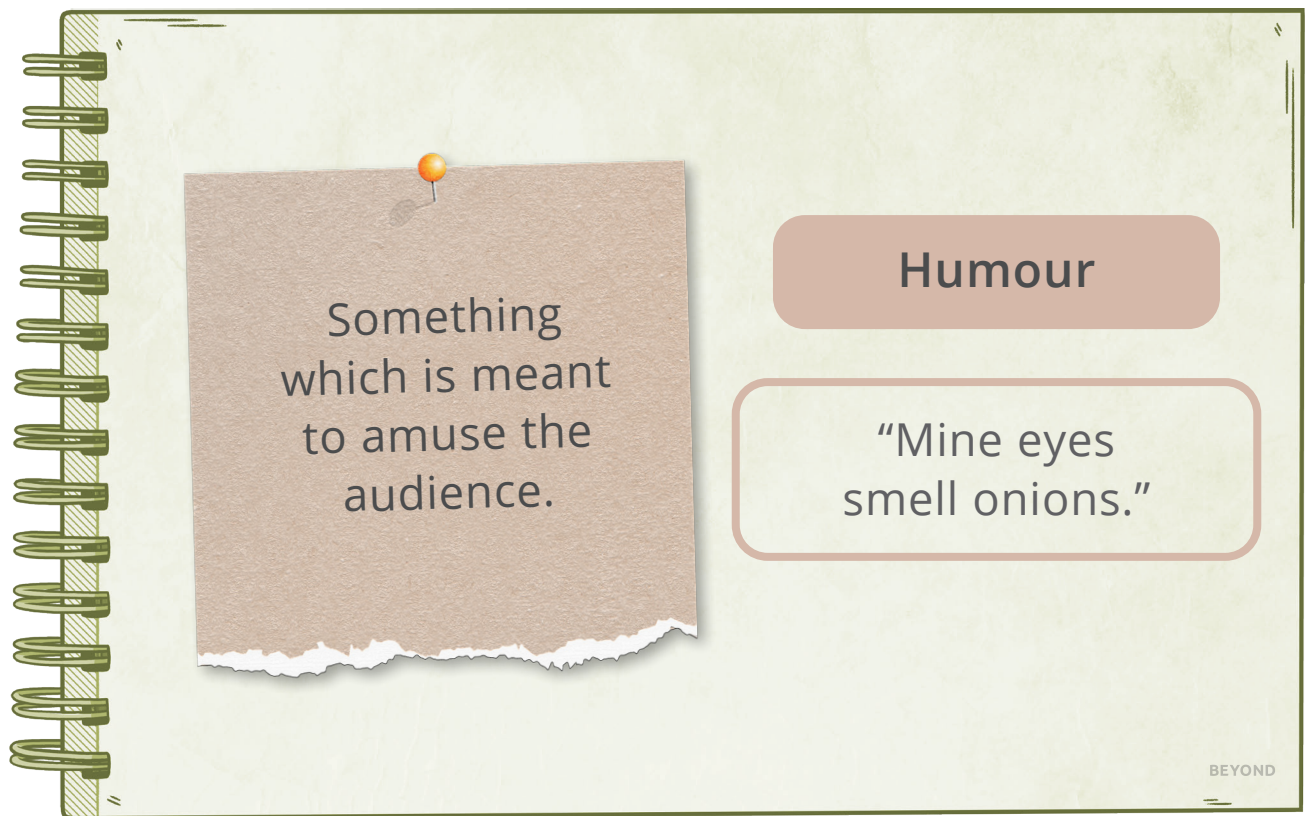 Something
which is meant
to amuse the
audience.
Humour
“Mine eyes
smell onions.”
BEYOND